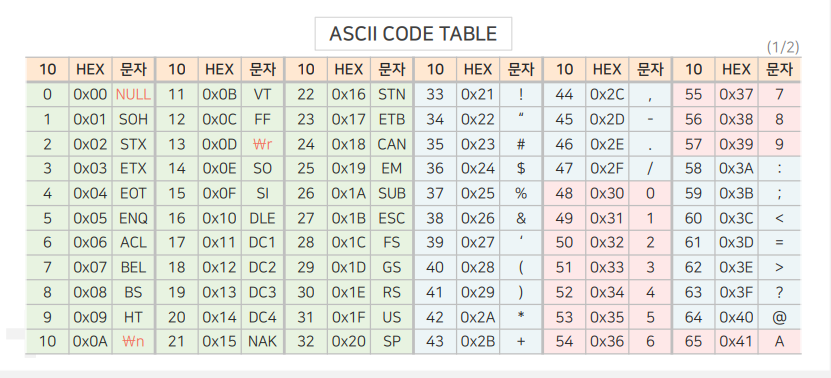 ASCII CODE TABLE
(1/2)
10 HEX 문자 10 HEX 문자 10 HEX 문자 10 HEX 문자 10 HEX 문자 10 HEX 문자
0 0x00 NULL 11 0x0B VT 22 0x16 STN 33 0x21 ! 44 0x2C , 55 0x37 7
1 0x01 SOH 12 0x0C FF 23 0x17 ETB 34 0x22 “ 45 0x2D - 56 0x38 8
2 0x02 STX 13 0x0D ₩r 24 0x18 CAN 35 0x23 # 46 0x2E . 57 0x39 9
3 0x03 ETX 14 0x0E SO 25 0x19 EM 36 0x24 $ 47 0x2F / 58 0x3A :
4 0x04 EOT 15 0x0F SI 26 0x1A SUB 37 0x25 % 48 0x30 0 59 0x3B ;
5 0x05 ENQ 16 0x10 DLE 27 0x1B ESC 38 0x26 & 49 0x31 1 60 0x3C <
6 0x06 ACL 17 0x11 DC1 28 0x1C FS 39 0x27 ‘ 50 0x32 2 61 0x3D =
7 0x07 BEL 18 0x12 DC2 29 0x1D GS 40 0x28 ( 51 0x33 3 62 0x3E >
8 0x08 BS 19 0x13 DC3 30 0x1E RS 41 0x29 ) 52 0x34 4 63 0x3F ?
9 0x09 HT 20 0x14 DC4 31 0x1F US 42 0x2A * 53 0x35 5 64 0x40 @
10 0x0A ₩n 21 0x15 NAK 32 0x20 SP 43 0x2B + 54 0x36 6 65 0x41 A